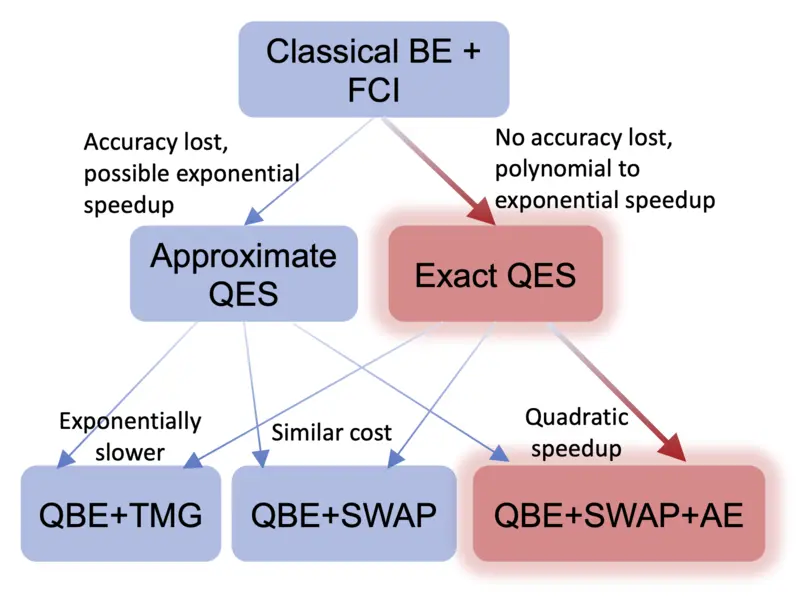 Classical BE +
FCI
Accuracy lost,
possible exponential
speedup
No accuracy lost,
polynomial to
exponential speedup
Approximate
QES
Exact QES
Exponentially
slower
Similar cost
Quadratic
speedup
QBE+TMG
QBE+SWAP
QBE+SWAP+AE